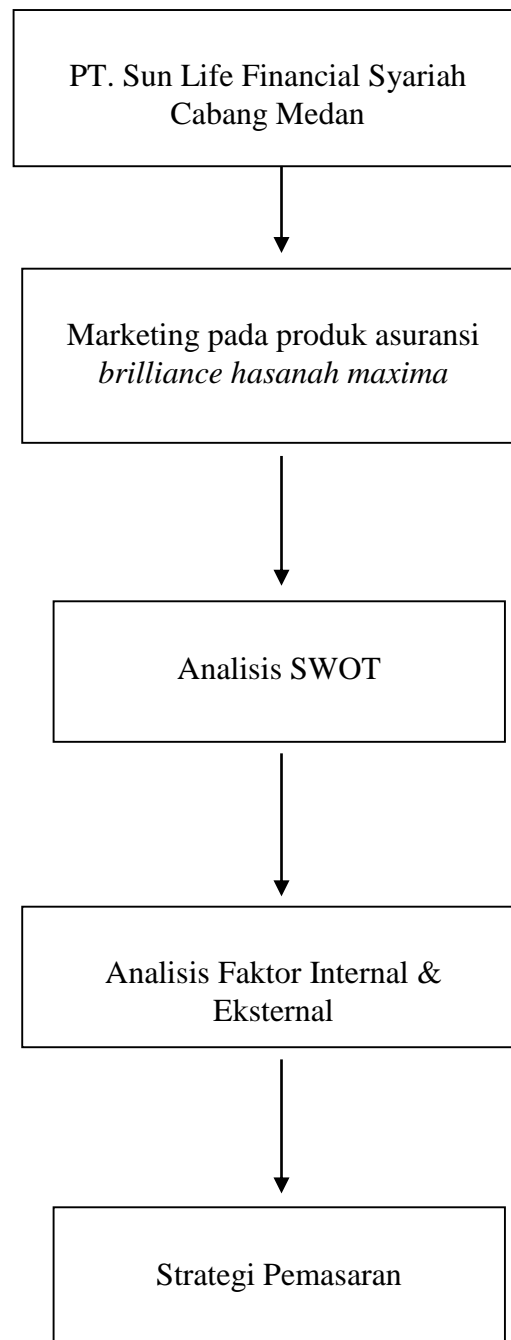 PT. Sun Life Financial Syariah
Cabang Medan
Marketing pada produk asuransi
brilliance hasanah maxima
Analisis SWOT
Analisis Faktor Internal &
Eksternal
Strategi Pemasaran